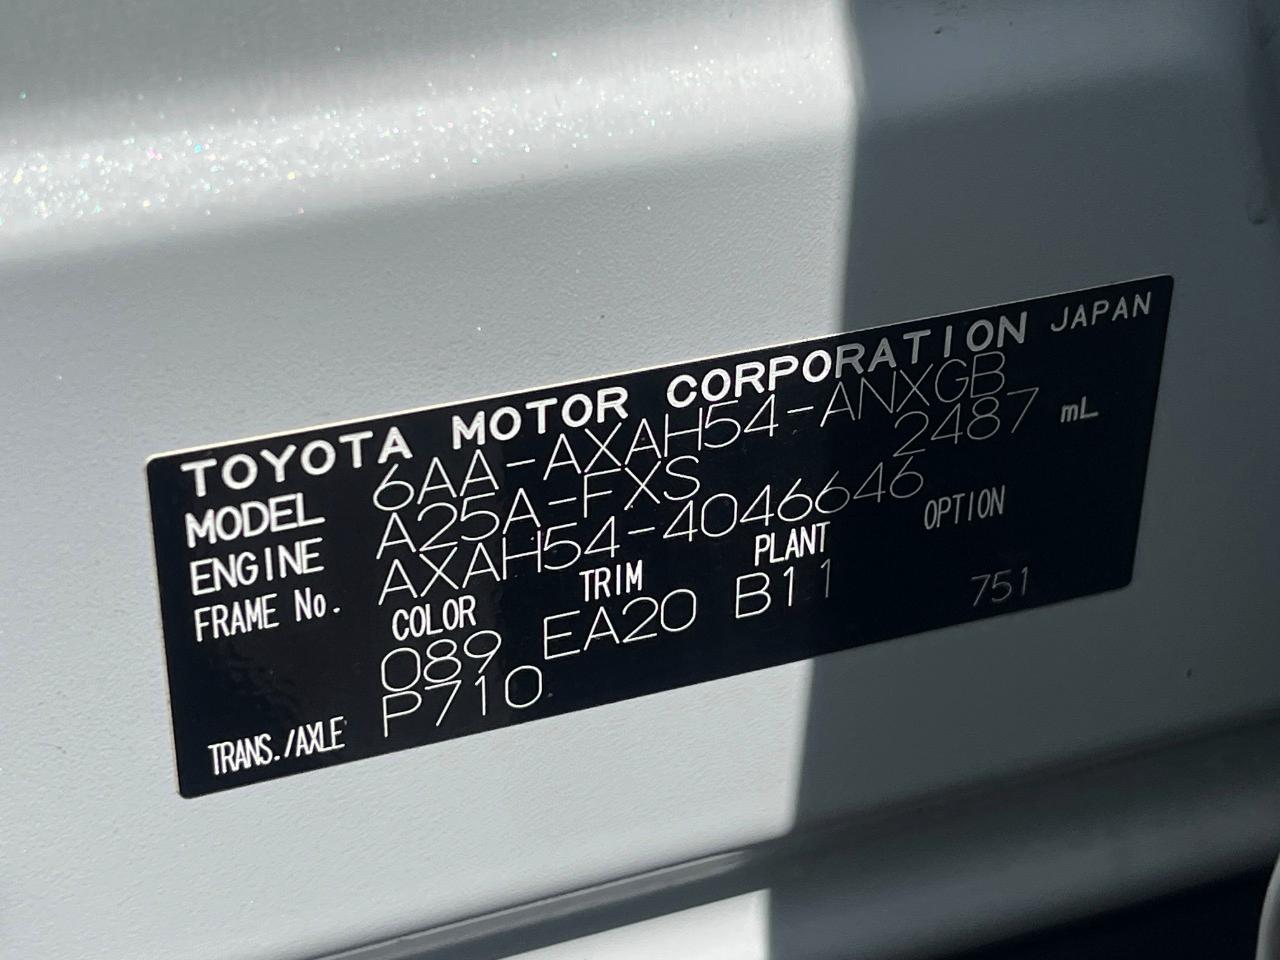 TOYOTA MOTOR CORPORATION JAPAN
MODEL 6AA-AXAH54-ANXGB
ENGINE A25A-FXS 2487 mL
FRAME No. AXAH54-4046646
COLOR TRIM PLANT OPTION
089 EA20 B11 751
TRANS./AXLE P710